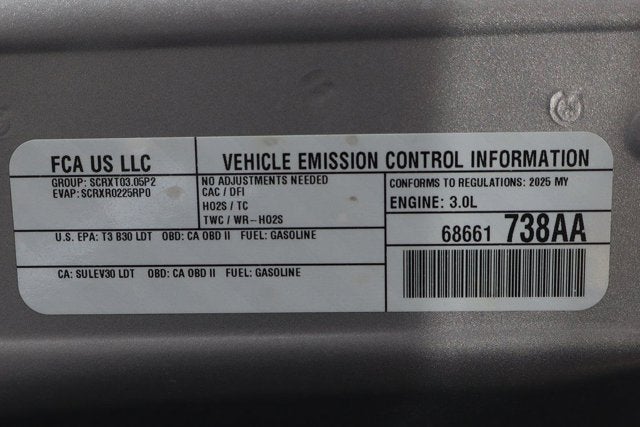 FCA US LLC
GROUP: SCRXT03.05P2
EVAP: SCRXR0225RP0
VEHICLE EMISSION CONTROL INFORMATION
NO ADJUSTMENTS NEEDED
CAC / DFI
HO2S / TC
TWC / WR-HO2S
CONFORMS TO REGULATIONS: 2025 MY
ENGINE: 3.0L
U.S. EPA: T3 B30 LDT OBD: CA OBD II FUEL: GASOLINE
68661 738AA
CA: SULEV30 LDT OBD: CA OBD II FUEL: GASOLINE